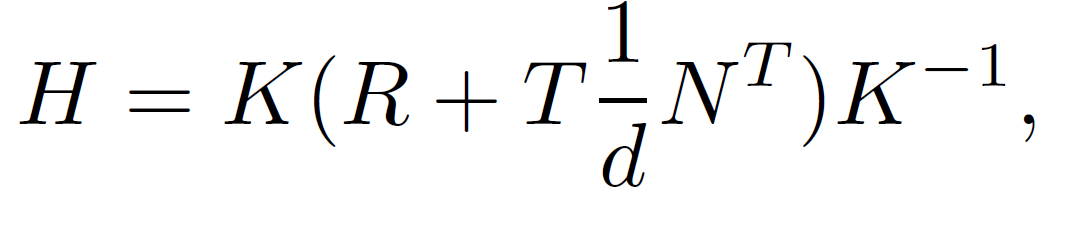 H = K(R + T\frac{1}{d}N^T)K^{-1},